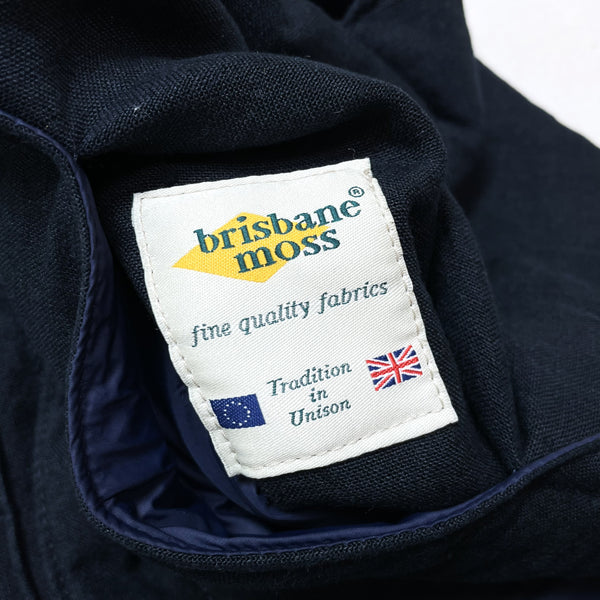 brisbane®
moss
fine quality fabrics
Tradition
in
Unison